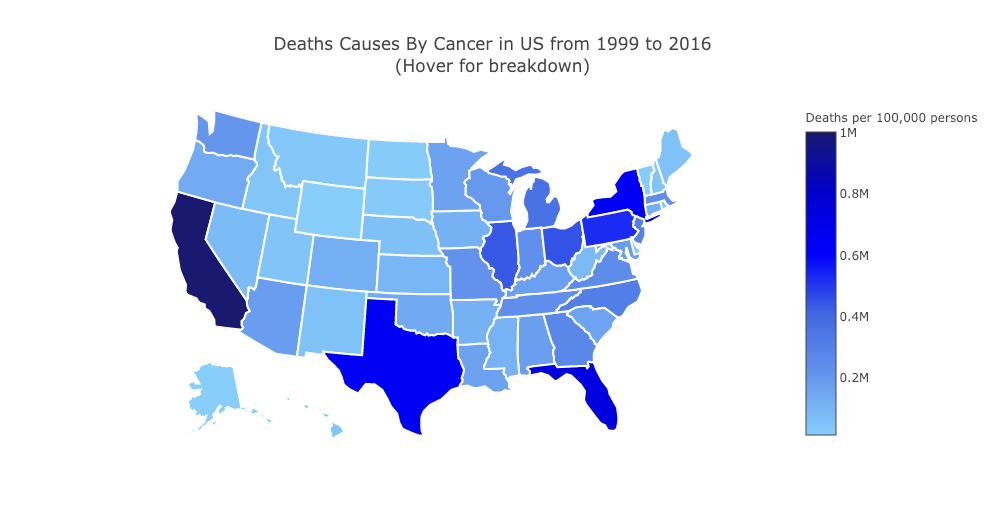 Deaths Causes By Cancer in US from 1999 to 2016
(Hover for breakdown)
Deaths per 100,000 persons
1M
0.8M
0.6M
0.4M
0.2M